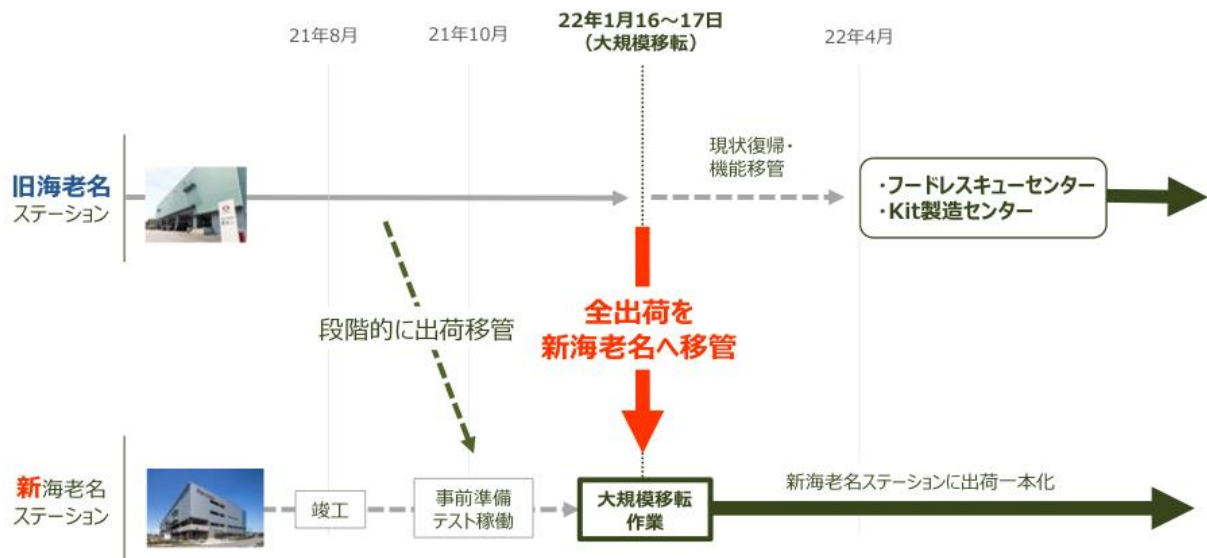 21年8月
21年10月
22年1月16～17日
（大規模移転）
22年4月
旧海老名
ステーション
現状復帰・
機能移管
・フードレスキューセンター
・Kit製造センター
段階的に出荷移管
全出荷を
新海老名へ移管
新海老名
ステーション
竣工
事前準備
テスト稼働
大規模移転
作業
新海老名ステーションに出荷一本化